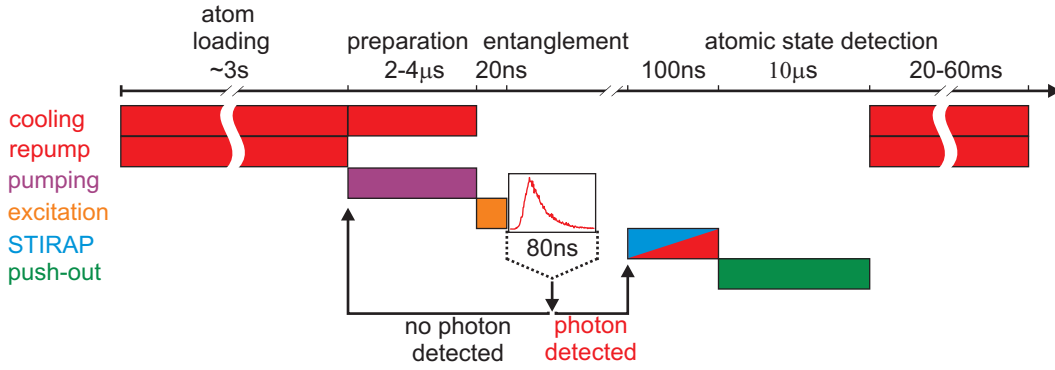 atom
loading
preparation
entanglement
atomic state detection
~3s
2-4μs
20ns
100ns
10μs
20-60ms
cooling
repump
pumping
excitation
STIRAP
80ns
push-out
no photon
detected
photon
detected